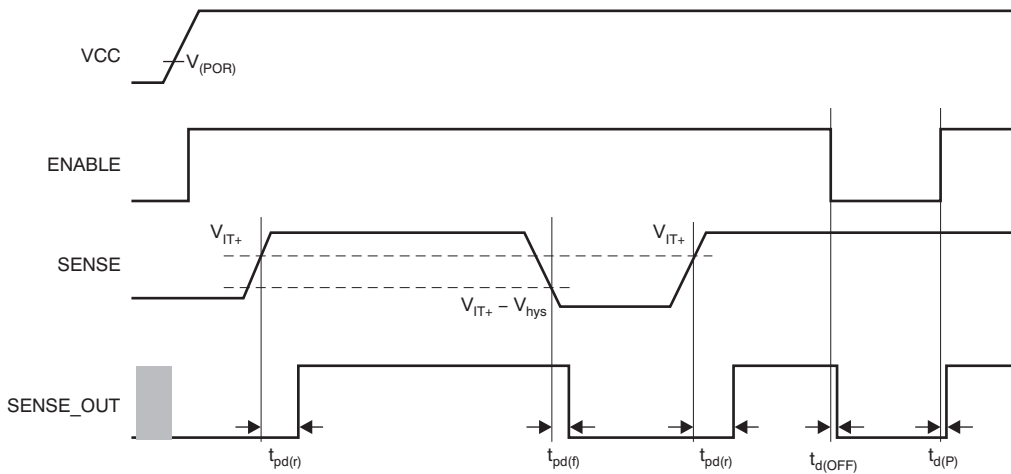 VCC
V(POR)
ENABLE
VIT+
VIT+
SENSE
VIT+ – Vhys
SENSE_OUT
tpd(r)
tpd(f)
tpd(r)
td(OFF)
td(P)